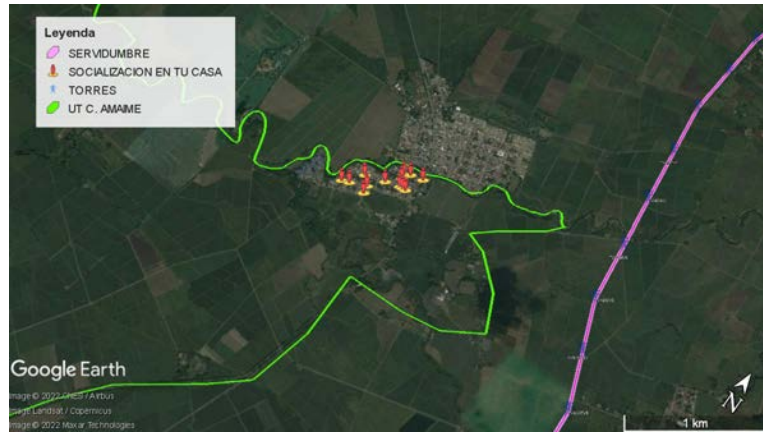 Leyenda
SERVIDUMBRE
SOCIALIZACION EN TU CASA
TORRES
UT C. AMAIME
Google Earth
Image © 2022 CNES / Airbus
Image Landsat / Copernicus
Image © 2022 Maxar Technologies
N
1 km